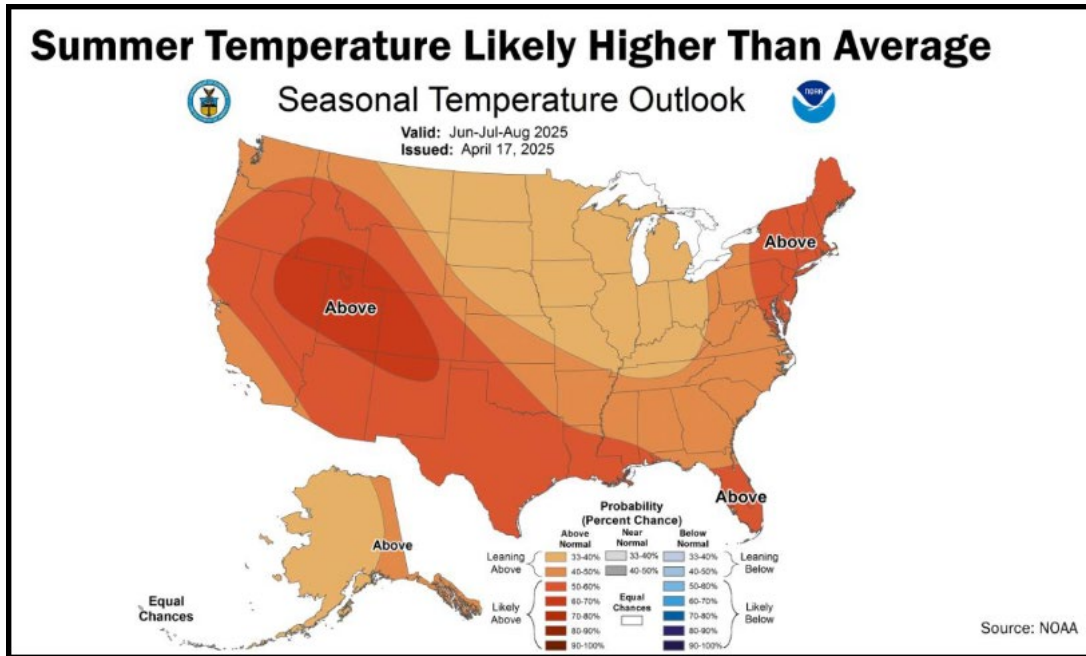 Summer Temperature Likely Higher Than Average
Seasonal Temperature Outlook
NOAA
Valid: Jun-Jul-Aug 2025
Issued: April 17, 2025
Above
Above
Above
Above
Equal
Chances
Probability
(Percent Chance)
Above
Normal
Near
Normal
Below
Normal
Leaning
Above
33-40%
40-50%
33-40%
40-50%
33-40%
40-50%
Leaning
Below
Likely
Above
50-60%
60-70%
70-80%
80-90%
90-100%
Equal
Chances
50-60%
60-70%
70-80%
80-90%
90-100%
Likely
Below
Source: NOAA